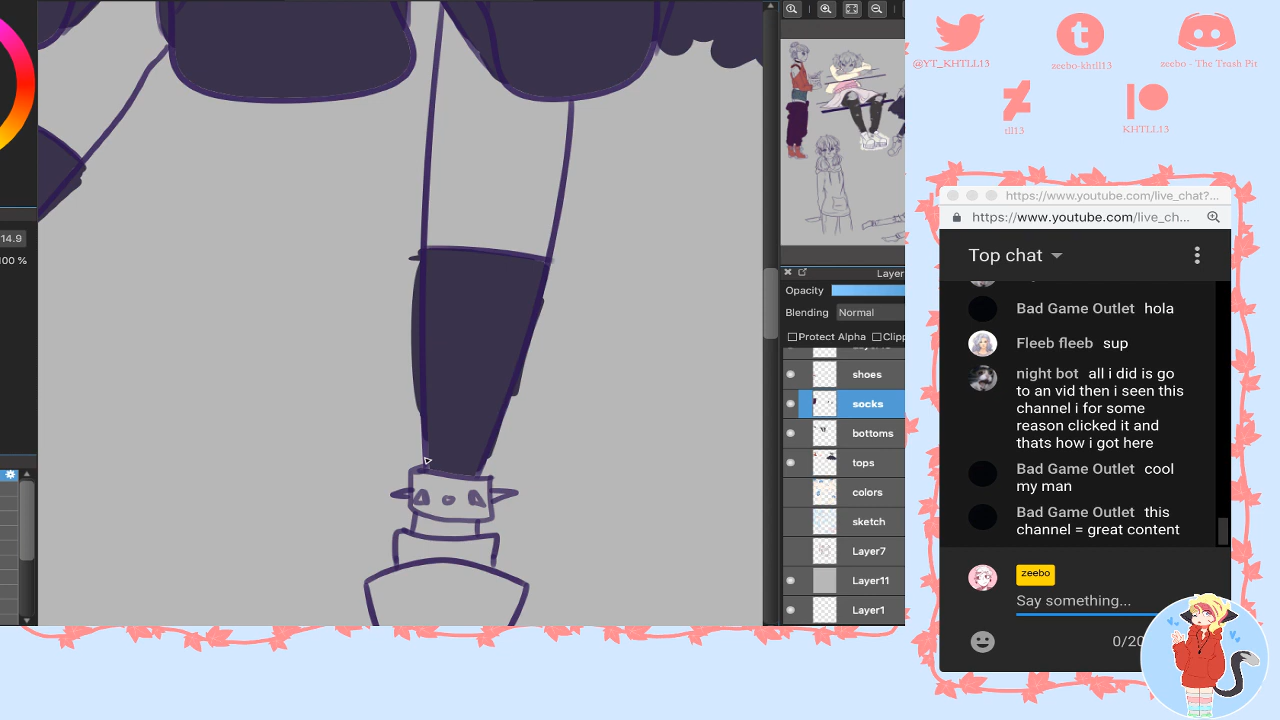 @YT_KHTLL13
zeebo-khtll13
zeebo - The Trash Pit
tll13
KHTLL13
14.9
100 %
Layer
Opacity
Blending Normal
Protect Alpha Clipp
shoes
socks
bottoms
tops
colors
sketch
Layer7
Layer11
Layer1
https://www.youtube.com/live_chat?...
https://www.youtube.com/live_ch...
Top chat
Bad Game Outlet hola
Fleeb fleeb sup
night bot all i did is go
to an vid then i seen this
channel i for some
reason clicked it and
thats how i got here
Bad Game Outlet cool
my man
Bad Game Outlet this
channel = great content
zeebo
Say something...
0/20